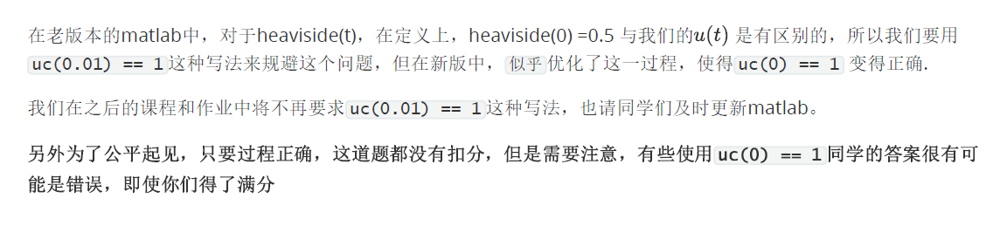 在老版本的matlab中，对于heaviside(t)，在定义上，heaviside(0) =0.5 与我们的u(t) 是有区别的，所以我们要用
uc(0.01) == 1这种写法来规避这个问题，但在新版中， 似乎优化了这一过程，使得uc(0) == 1 变得正确.
我们在之后的课程和作业中将不再要求uc(0.01) == 1这种写法，也请同学们及时更新matlab。
另外为了公平起见，只要过程正确，这道题都没有扣分，但是需要注意，有些使用uc(0) == 1同学的答案很有可
能是错误，即使你们得了满分